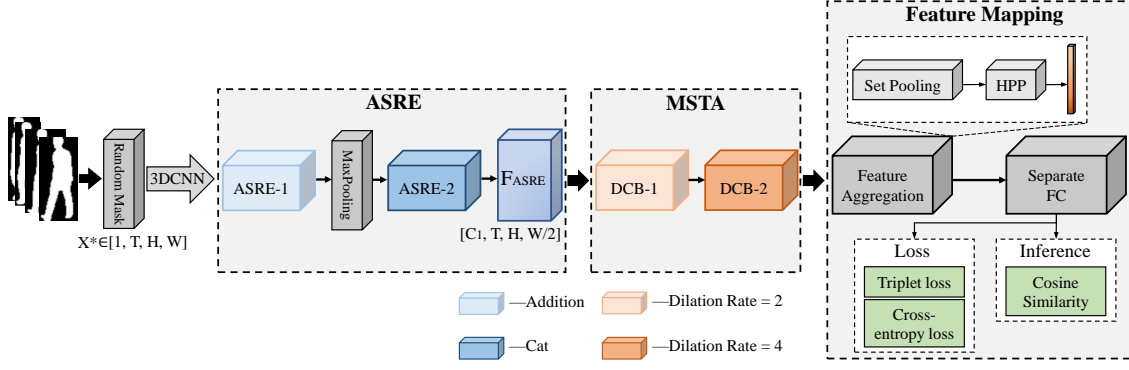 Feature Mapping
Set Pooling
HPP
ASRE
MSTA
Random Mask
3DCNN
ASRE-1
MaxPooling
ASRE-2
FASRE
DCB-1
DCB-2
Feature
Aggregation
Separate
FC
X*∈[1, T, H, W]
[C1, T, H, W/2]
Loss
Triplet loss
Cross-
entropy loss
Inference
Cosine
Similarity
—Addition
—Dilation Rate = 2
—Cat
—Dilation Rate = 4